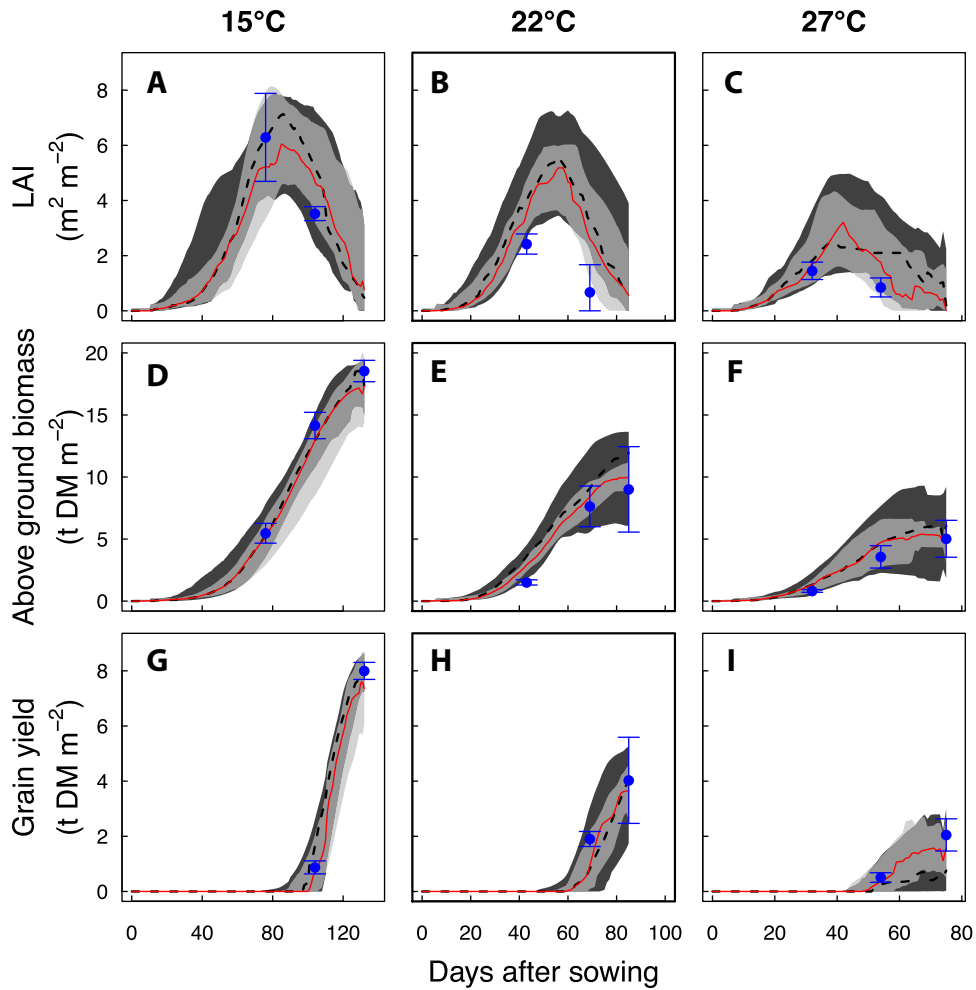 15°C 22°C 27°C
A B C
LAI
(m² m⁻²)
8
6
4
2
0
D E F
Above ground biomass
(t DM m⁻²)
20
15
10
5
0
G H I
Grain yield
(t DM m⁻²)
8
6
4
2
0
0 40 80 120 0 20 40 60 80 100 0 20 40 60 80
Days after sowing